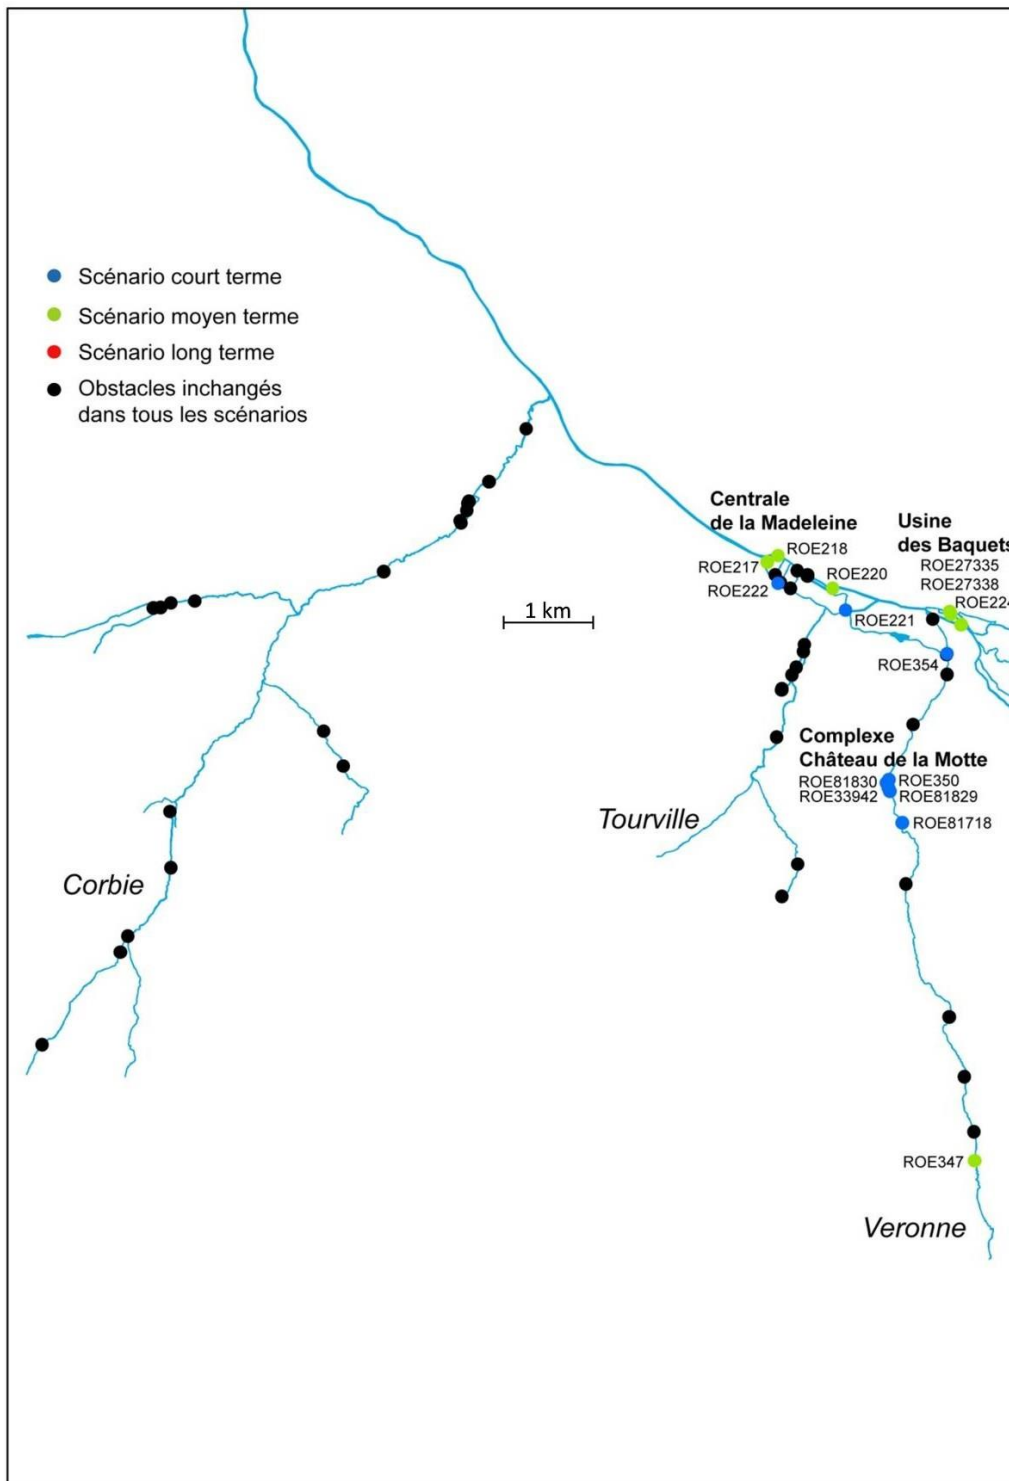 Scénario court terme
Scénario moyen terme
Scénario long terme
Obstacles inchangés
dans tous les scénarios
Centrale
de la Madeleine
ROE218
ROE217
ROE222
ROE220
ROE221
Usine
des Baquets
ROE27335
ROE27338
ROE224
ROE354
1 km
Complexe
Château de la Motte
ROE81830
ROE350
ROE33942
ROE81829
ROE81718
Tourville
Corbie
ROE347
Veronne